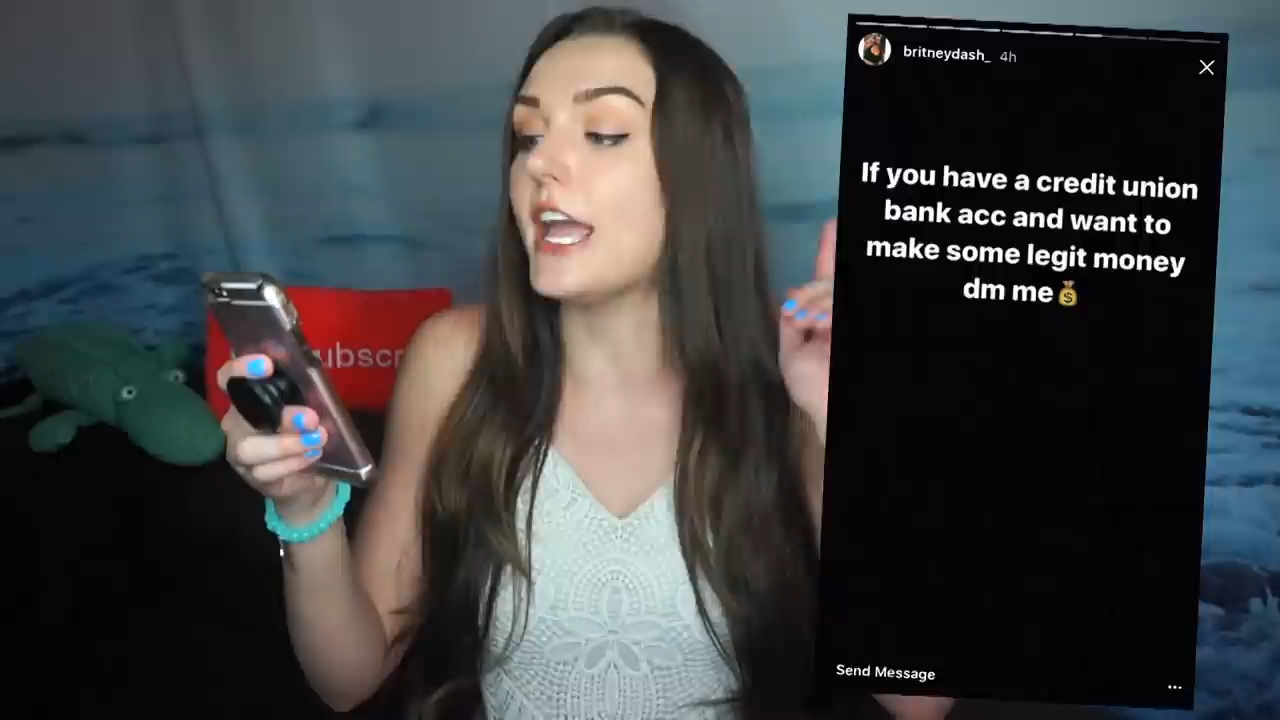 britneydash_ 4h
If you have a credit union
bank acc and want to
make some legit money
dm me💰
Send Message
ubscr